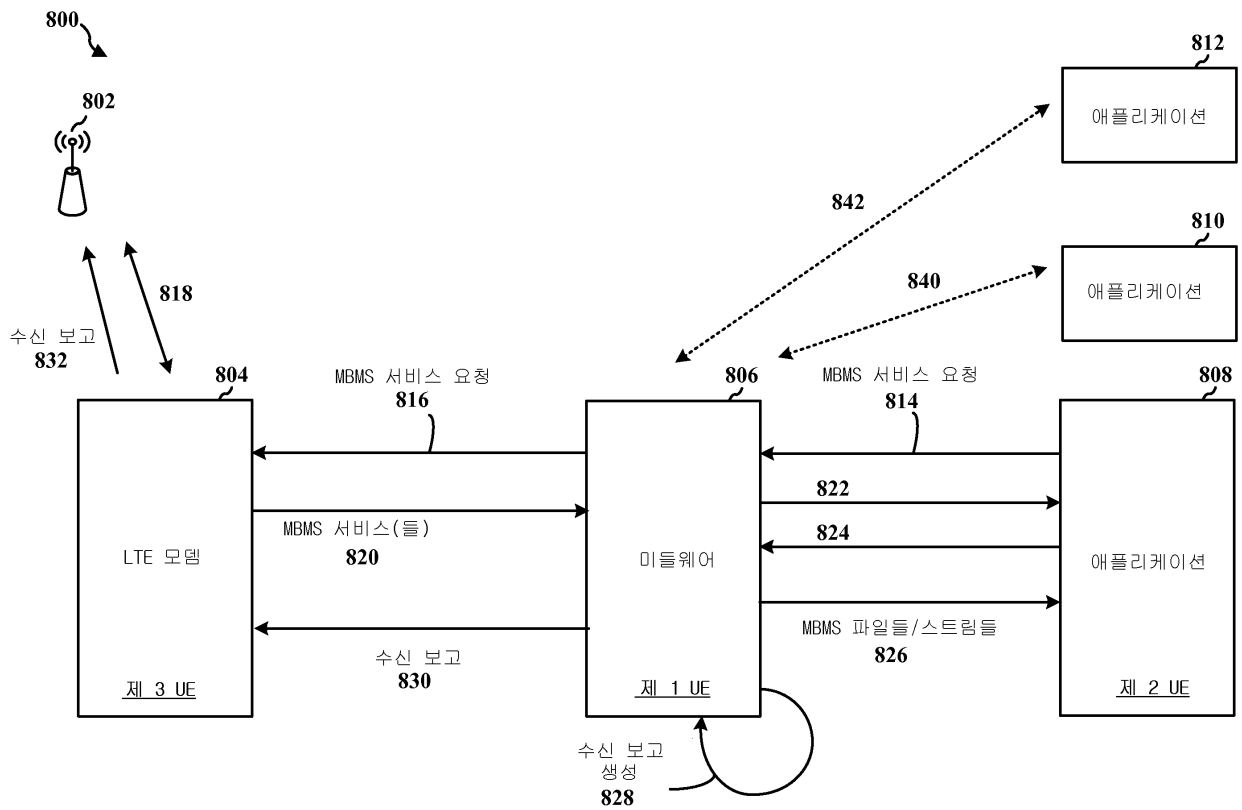 800
802
812
애플리케이션
842
810
애플리케이션
840
818
수신 보고
832
804
MBMS 서비스 요청
816
806
MBMS 서비스 요청
814
808
822
MBMS 서비스(들)
820
824
LTE 모뎀
미들웨어
애플리케이션
MBMS 파일들/스트림들
826
수신 보고
830
제 3 UE
제 1 UE
제 2 UE
수신 보고
생성
828